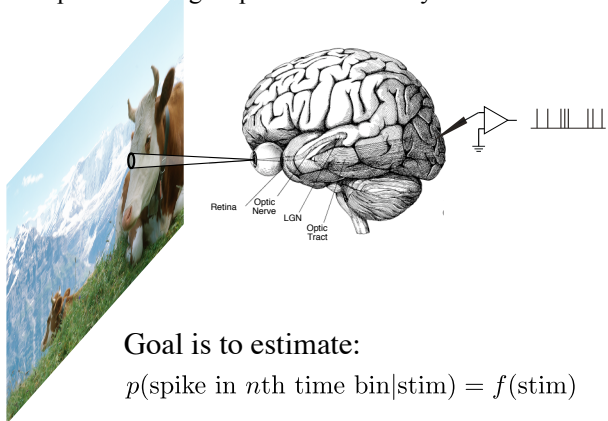 Retina
Optic
Nerve
LGN
Optic
Tract
Goal is to estimate:
p(spike in nth time bin|stim) = f(stim)